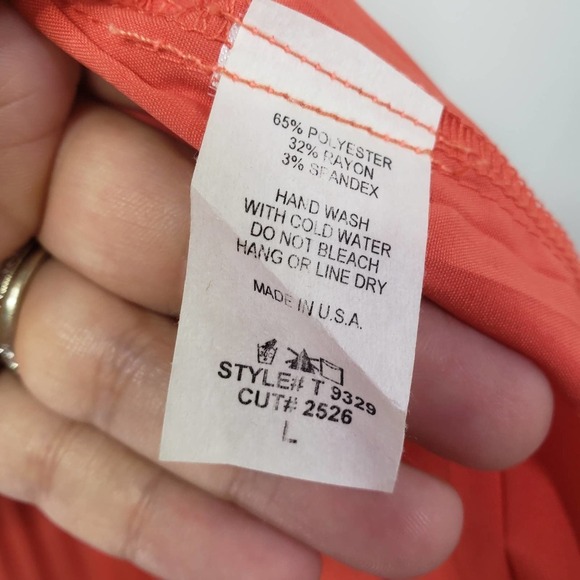 65% POLYESTER
32% RAYON
3% SPANDEX
HAND WASH
WITH COLD WATER
DO NOT BLEACH
HANG OR LINE DRY
MADE IN U.S.A.
STYLE# T 9329
CUT# 2526
L